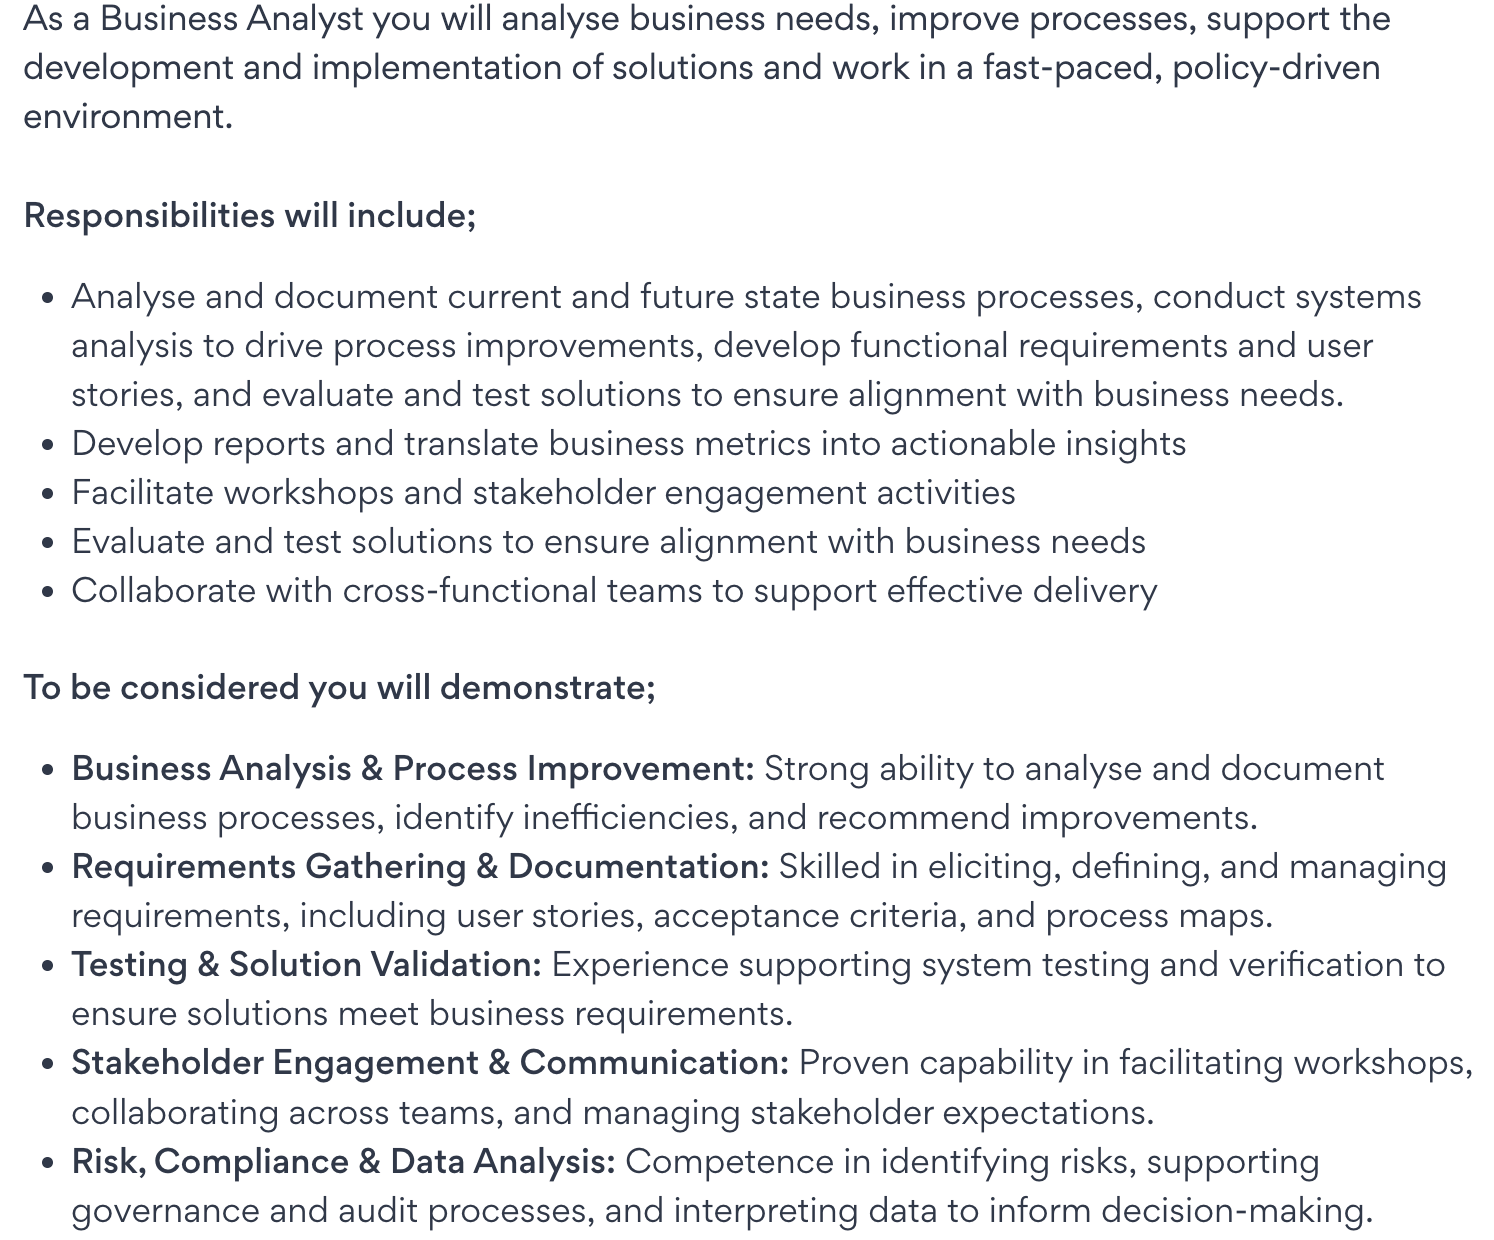 As a Business Analyst you will analyse business needs, improve processes, support the
development and implementation of solutions and work in a fast-paced, policy-driven
environment.
Responsibilities will include;
• Analyse and document current and future state business processes, conduct systems
analysis to drive process improvements, develop functional requirements and user
stories, and evaluate and test solutions to ensure alignment with business needs.
• Develop reports and translate business metrics into actionable insights
• Facilitate workshops and stakeholder engagement activities
• Evaluate and test solutions to ensure alignment with business needs
• Collaborate with cross-functional teams to support effective delivery
To be considered you will demonstrate;
• Business Analysis & Process Improvement: Strong ability to analyse and document
business processes, identify inefficiencies, and recommend improvements.
• Requirements Gathering & Documentation: Skilled in eliciting, defining, and managing
requirements, including user stories, acceptance criteria, and process maps.
• Testing & Solution Validation: Experience supporting system testing and verification to
ensure solutions meet business requirements.
• Stakeholder Engagement & Communication: Proven capability in facilitating workshops,
collaborating across teams, and managing stakeholder expectations.
• Risk, Compliance & Data Analysis: Competence in identifying risks, supporting
governance and audit processes, and interpreting data to inform decision-making.